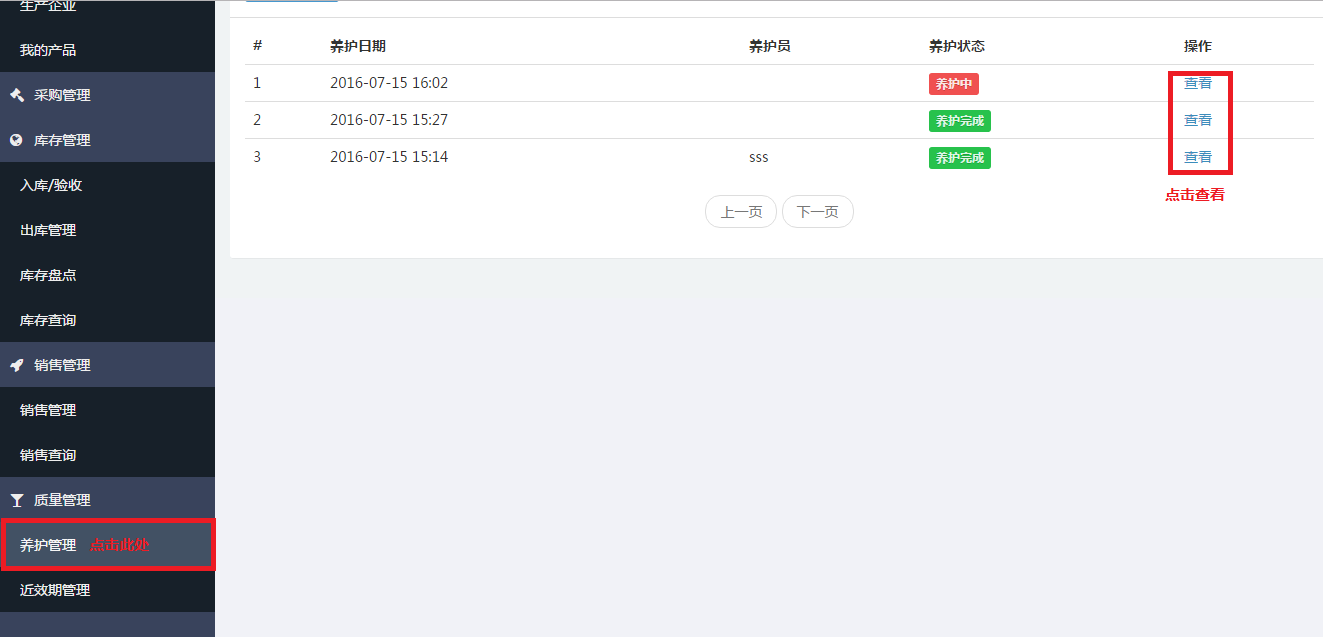 生产企业
我的产品
采购管理
库存管理
入库/验收
出库管理
库存盘点
库存查询
销售管理
销售管理
销售查询
质量管理
养护管理 点击此处
近效期管理
# 养护日期 养护员 养护状态 操作
1 2016-07-15 16:02 养护中 查看
2 2016-07-15 15:27 养护完成 查看
3 2016-07-15 15:14 sss 养护完成 查看
点击查看
上一页 下一页